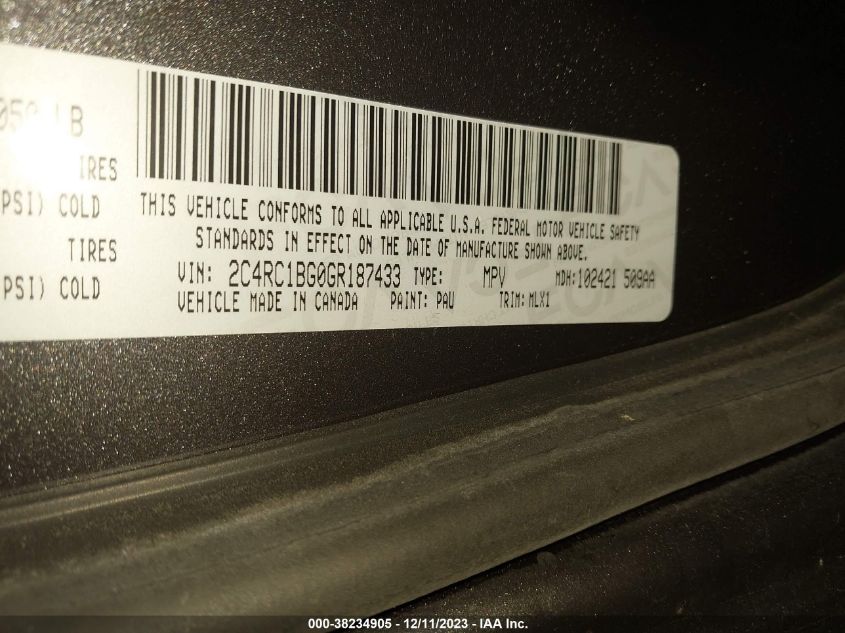 LB
TIRES
PSI) COLD
TIRES
PSI) COLD
THIS VEHICLE CONFORMS TO ALL APPLICABLE U.S.A. FEDERAL MOTOR VEHICLE SAFETY
STANDARDS IN EFFECT ON THE DATE OF MANUFACTURE SHOWN ABOVE.
VIN: 2C4RC1BG0GR187433 TYPE: MPV MDH:102421 509AA
VEHICLE MADE IN CANADA PAINT: PAU TRIM: MLX1
000-38234905 - 12/11/2023 - IAA Inc.